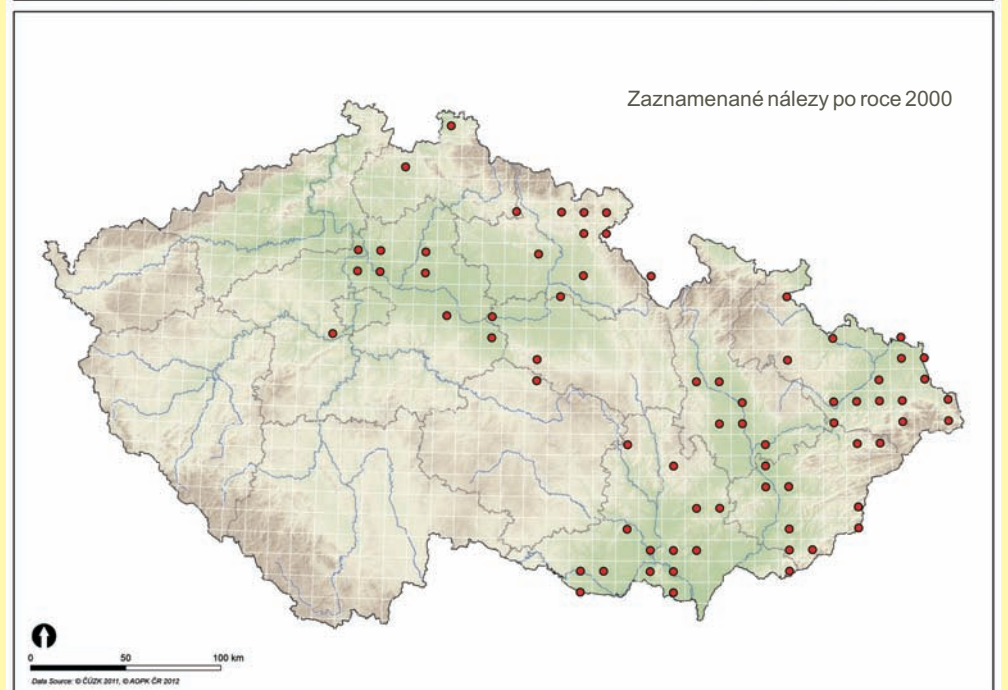 Zaznamenané nálezy po roce 2000
0 50 100 km
Data Source: © ČÚZK 2011, © AOPK ČR 2012